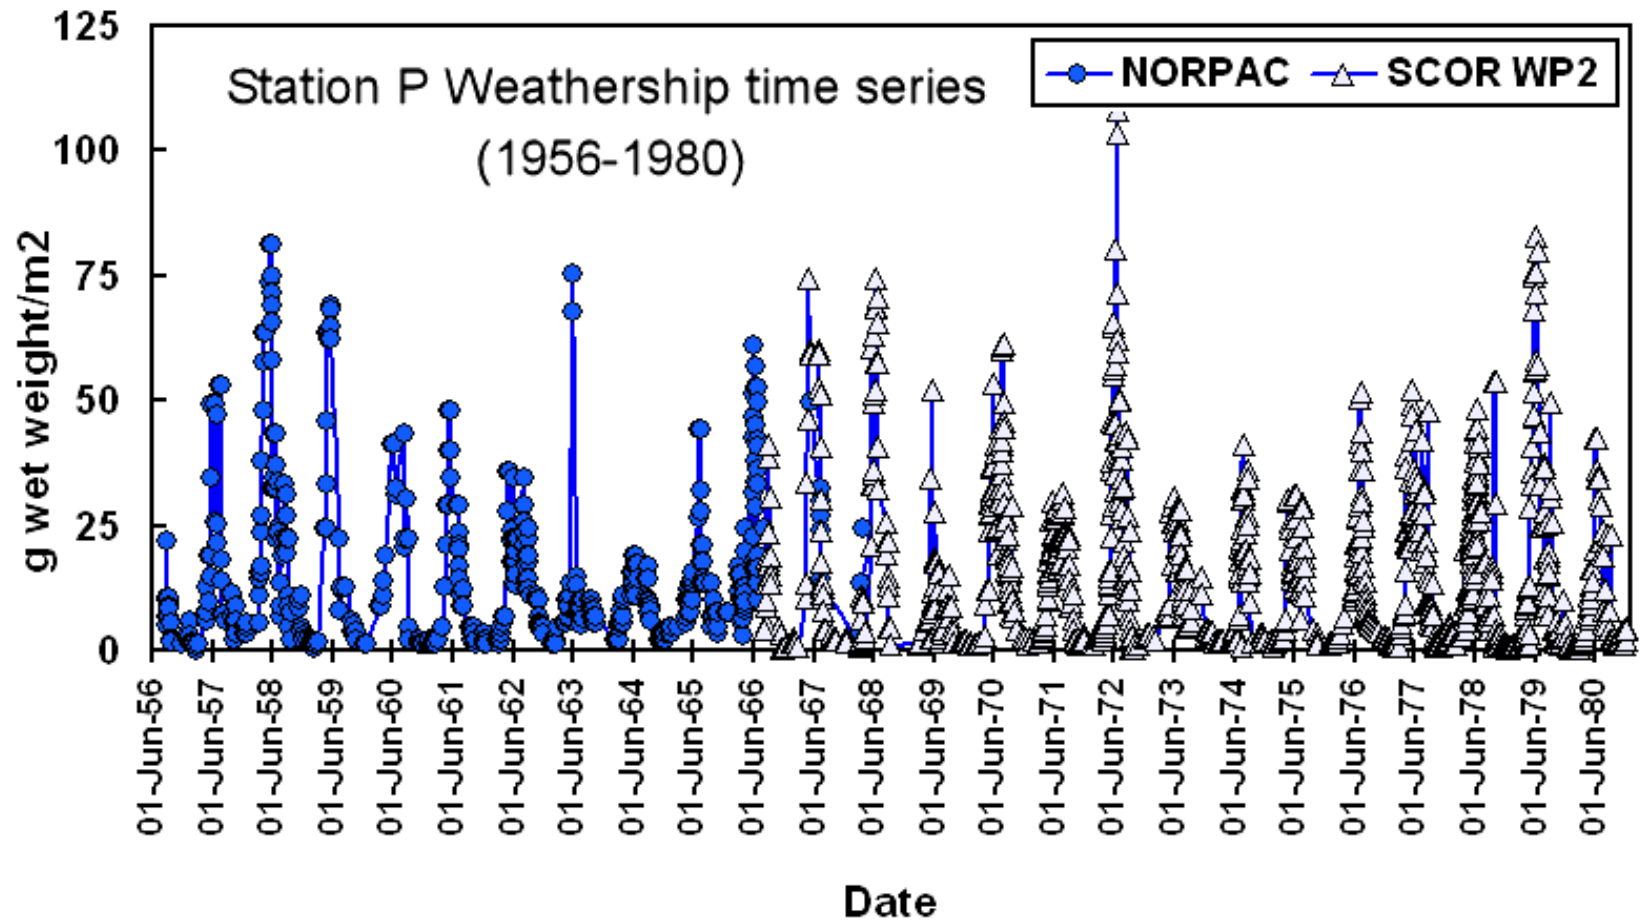 125
100
75
50
25
0
g wet weight/m2
Station P Weathership time series
(1956-1980)
NORPAC SCOR WP2
01-Jun-56
01-Jun-57
01-Jun-58
01-Jun-59
01-Jun-60
01-Jun-61
01-Jun-62
01-Jun-63
01-Jun-64
01-Jun-65
01-Jun-66
01-Jun-67
01-Jun-68
01-Jun-69
01-Jun-70
01-Jun-71
01-Jun-72
01-Jun-73
01-Jun-74
01-Jun-75
01-Jun-76
01-Jun-77
01-Jun-78
01-Jun-79
01-Jun-80
Date